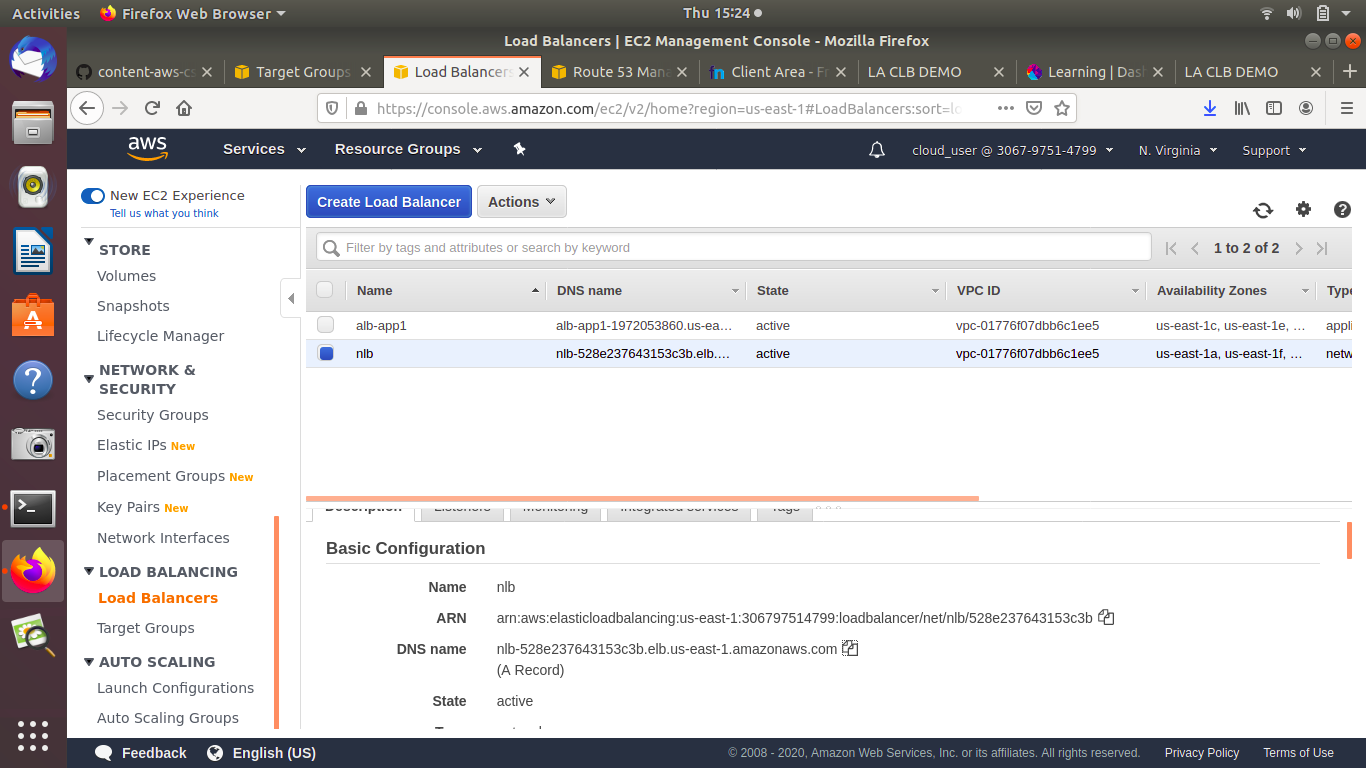 Activities
Firefox Web Browser
Thu 15:24
Load Balancers | EC2 Management Console - Mozilla Firefox
content-aws-cs
Target Groups
Load Balancers
Route 53 Mana
Client Area - Fr
LA CLB DEMO
Learning | Dash
LA CLB DEMO
https://console.aws.amazon.com/ec2/v2/home?region=us-east-1#LoadBalancers:sort=lo
aws
Services
Resource Groups
cloud_user @ 3067-9751-4799
N. Virginia
Support
New EC2 Experience
Tell us what you think
STORE
Volumes
Snapshots
Lifecycle Manager
NETWORK &
SECURITY
Security Groups
Elastic IPs New
Placement Groups New
Key Pairs New
Network Interfaces
LOAD BALANCING
Load Balancers
Target Groups
AUTO SCALING
Launch Configurations
Auto Scaling Groups
Create Load Balancer
Actions
Filter by tags and attributes or search by keyword
1 to 2 of 2
Name DNS name State VPC ID Availability Zones Type
alb-app1 alb-app1-1972053860.us-ea… active vpc-01776f07dbb6c1ee5 us-east-1c, us-east-1e, … appli
nlb nlb-528e237643153c3b.elb.… active vpc-01776f07dbb6c1ee5 us-east-1a, us-east-1f, … netw
Description Listeners Monitoring Integrated services Tags
Basic Configuration
Name nlb
ARN arn:aws:elasticloadbalancing:us-east-1:306797514799:loadbalancer/net/nlb/528e237643153c3b
DNS name nlb-528e237643153c3b.elb.us-east-1.amazonaws.com
(A Record)
State active
Feedback
English (US)
© 2008 - 2020, Amazon Web Services, Inc. or its affiliates. All rights reserved.
Privacy Policy
Terms of Use